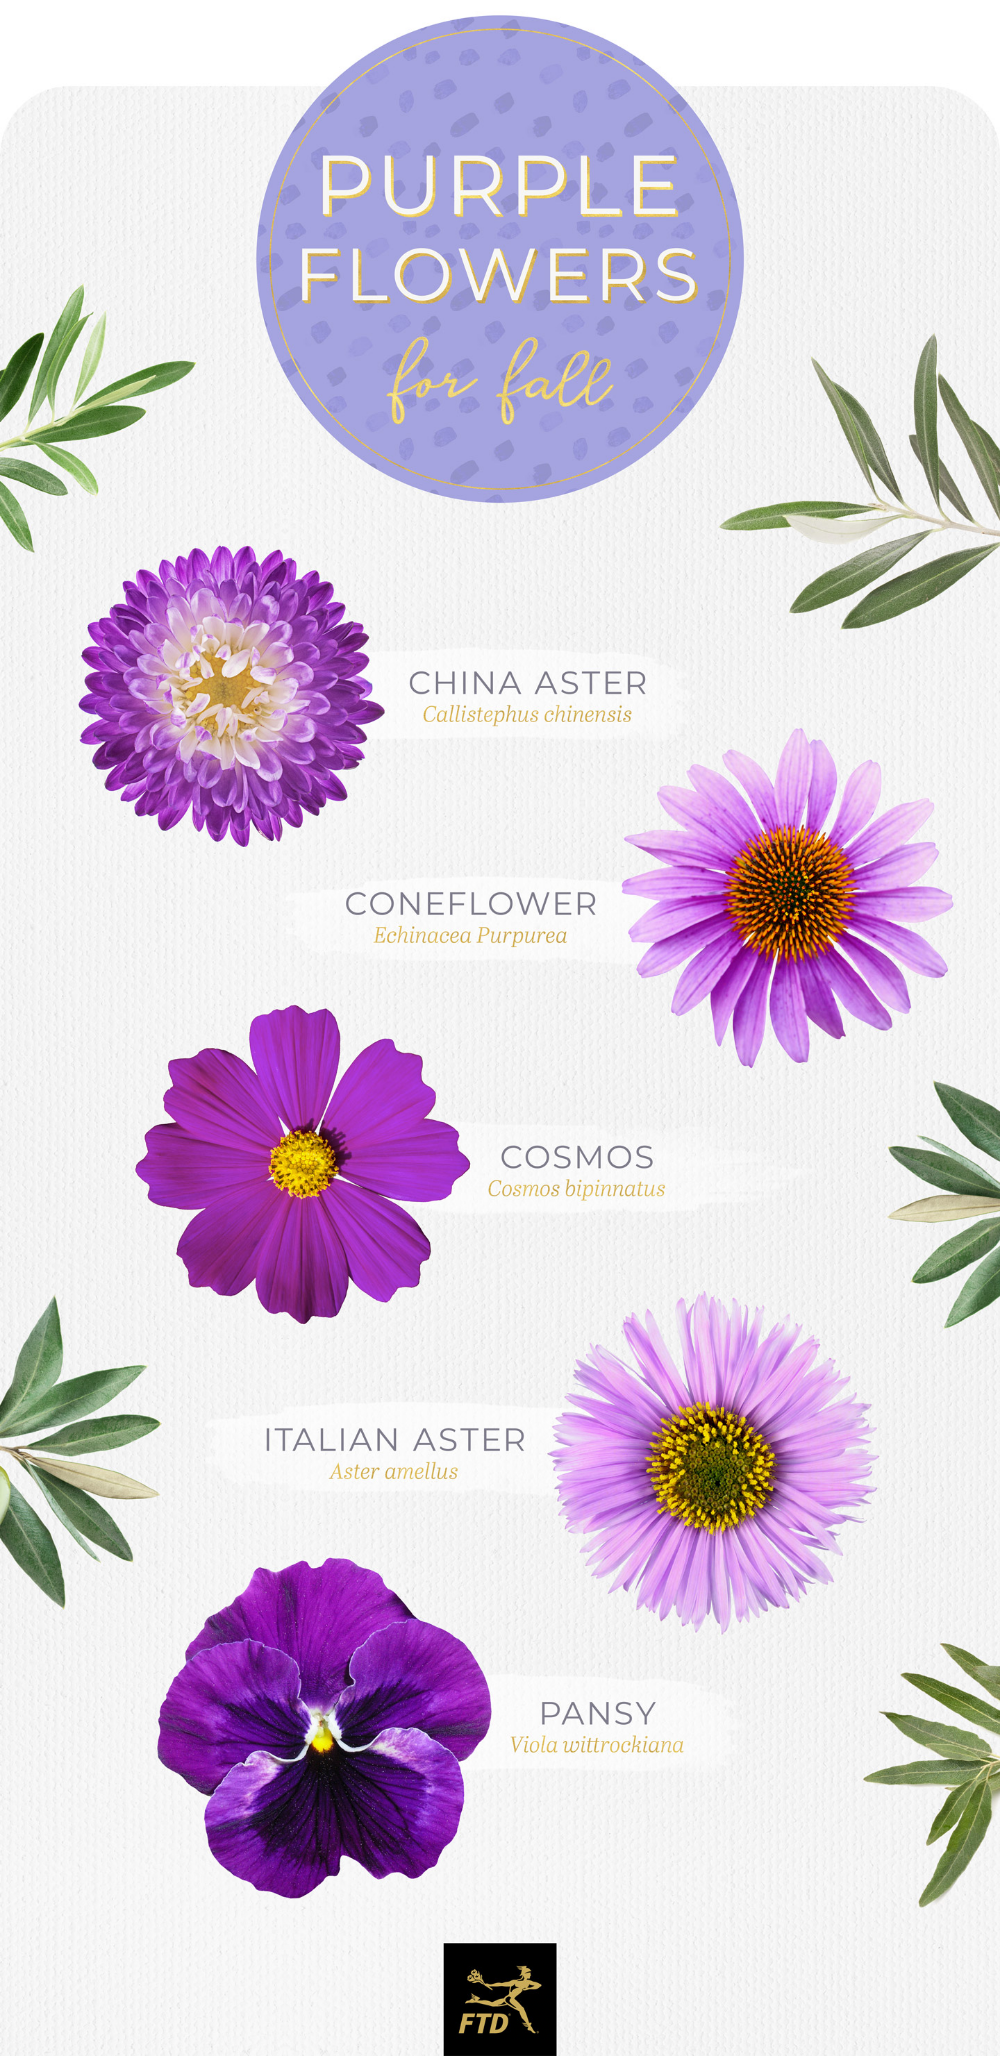 PURPLE
FLOWERS
for fall
CHINA ASTER
Callistephus chinensis
CONEFLOWER
Echinacea Purpurea
COSMOS
Cosmos bipinnatus
ITALIAN ASTER
Aster amellus
PANSY
Viola wittrockiana
FTD